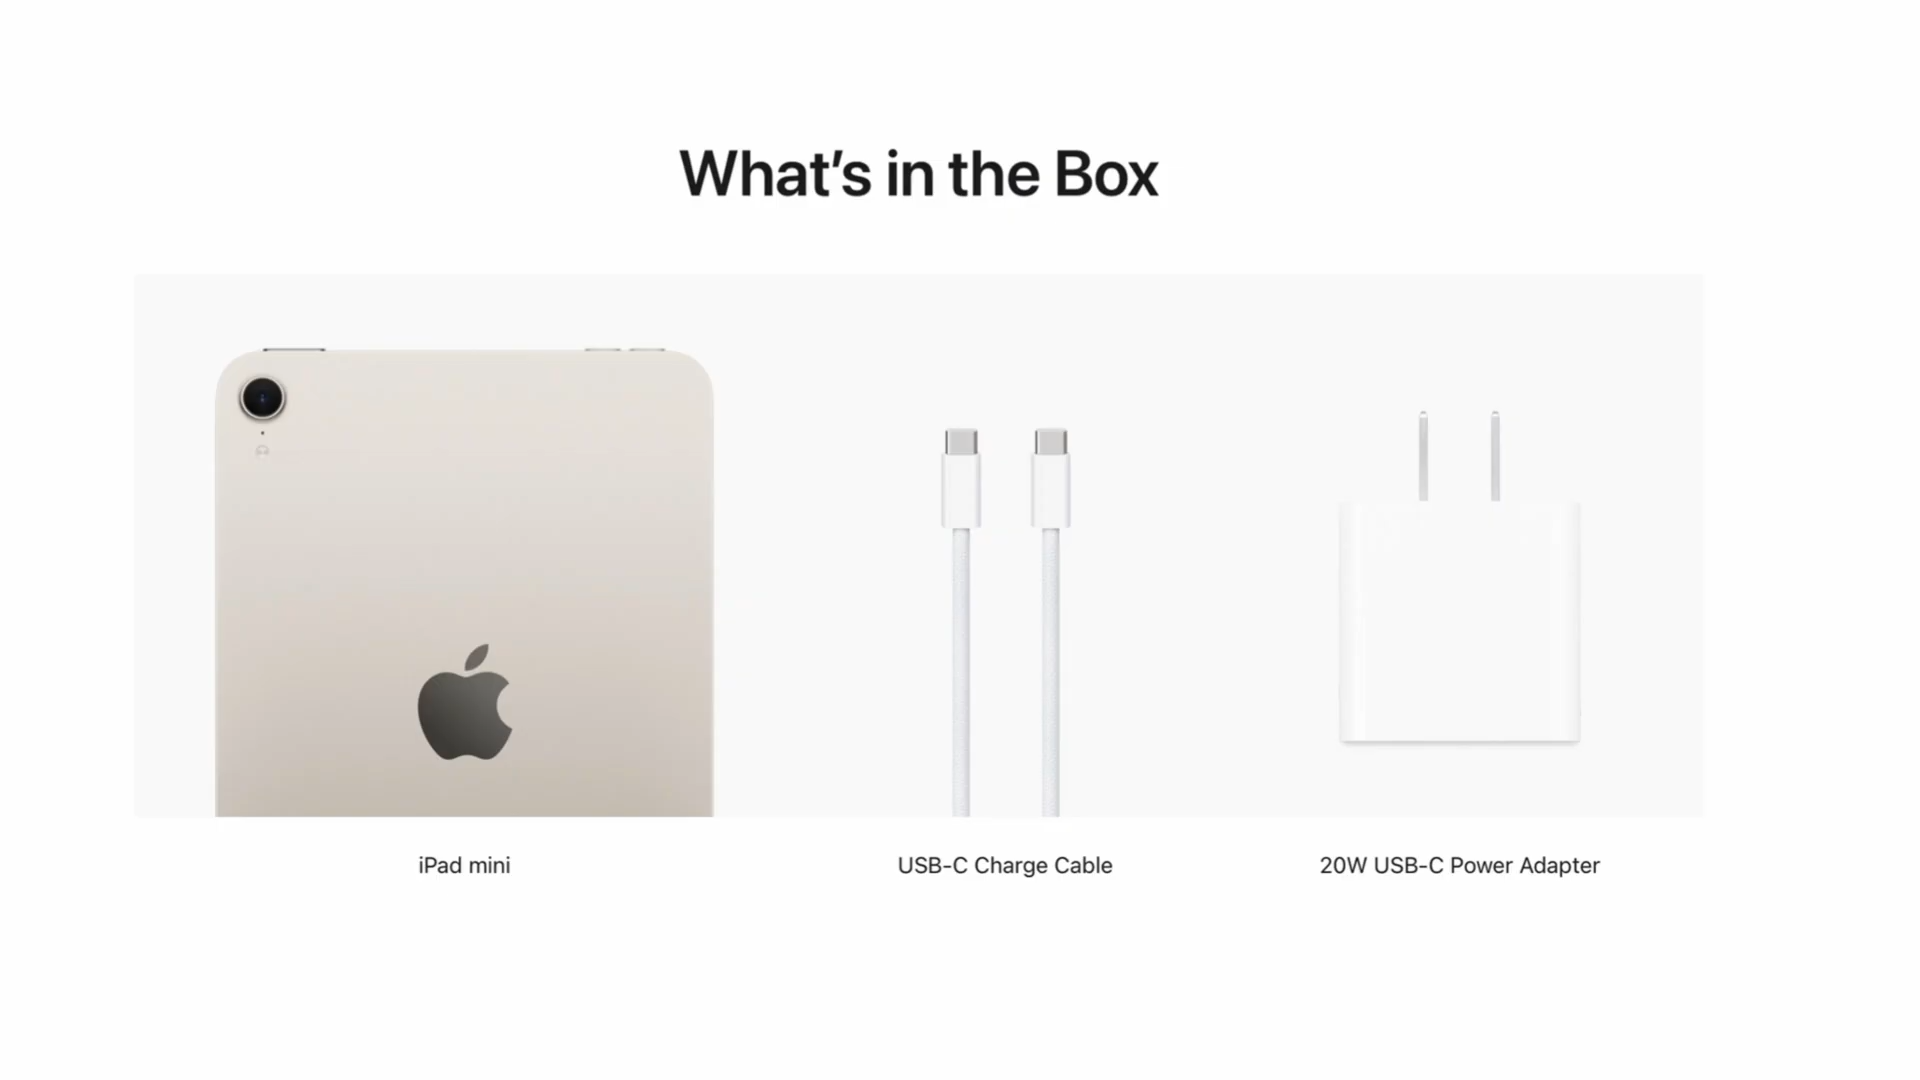 What’s in the Box
iPad mini
USB-C Charge Cable
20W USB-C Power Adapter